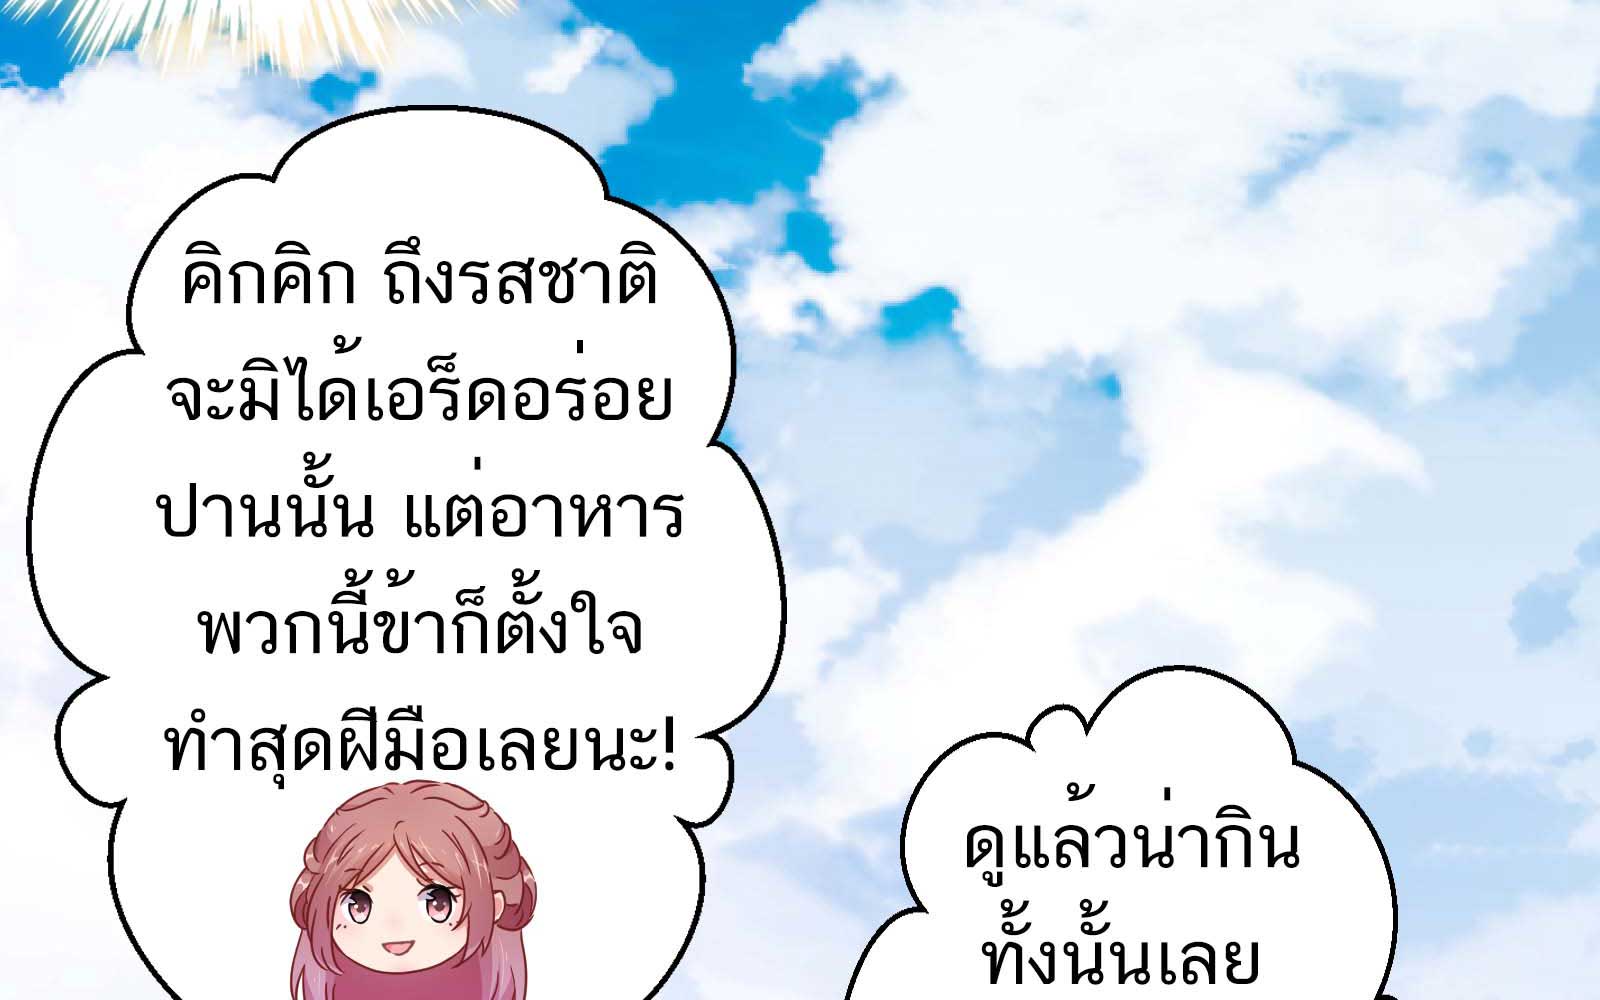 คิกคิก ถึงรสชาติ
จะมิได้เอร็ดอร่อย
ปานนั้น แต่อาหาร
พวกนี้ข้าก็ตั้งใจ
ทำสุดฝีมือเลยนะ!
ดูแล้วน่ากิน
ทั้งนั้นเลย